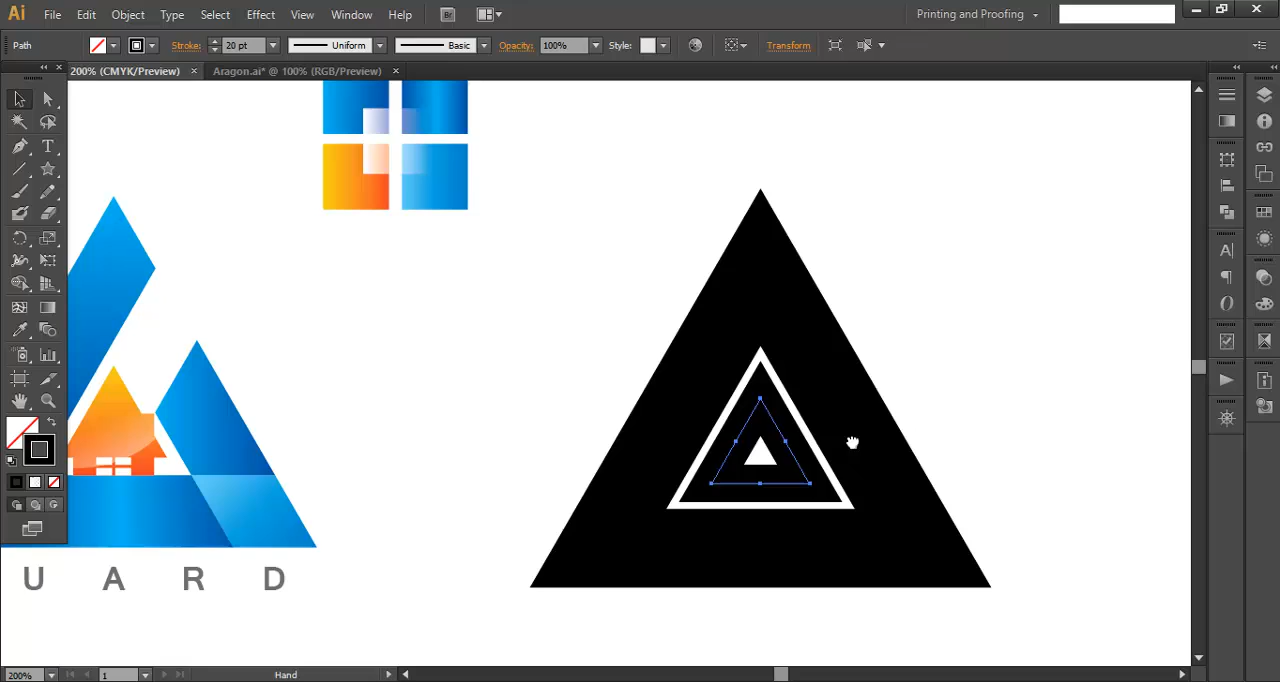 Ai File Edit Object Type Select Effect View Window Help Br Printing and Proofing
Path Stroke: 20 pt Uniform Basic Opacity: 100% Style: Transform
200% (CMYK/Preview) × Aragon.ai* @ 100% (RGB/Preview) ×
U A R D
200% 1 Hand